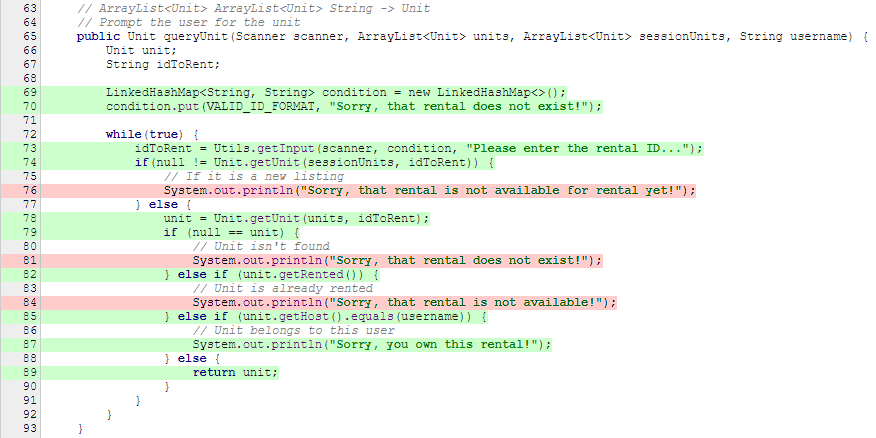 63     // ArrayList<Unit> ArrayList<Unit> String -> Unit
64     // Prompt the user for the unit
65     public Unit queryUnit(Scanner scanner, ArrayList<Unit> units, ArrayList<Unit> sessionUnits, String username) {
66         Unit unit;
67         String idToRent;
68
69         LinkedHashMap<String, String> condition = new LinkedHashMap<>();
70         condition.put(VALID_ID_FORMAT, "Sorry, that rental does not exist!");
71
72         while(true) {
73             idToRent = Utils.getInput(scanner, condition, "Please enter the rental ID...");
74             if(null != Unit.getUnit(sessionUnits, idToRent)) {
75                 // If it is a new listing
76                 System.out.println("Sorry, that rental is not available for rental yet!");
77             } else {
78                 unit = Unit.getUnit(units, idToRent);
79                 if (null == unit) {
80                     // Unit isn't found
81                     System.out.println("Sorry, that rental does not exist!");
82                 } else if (unit.getRented()) {
83                     // Unit is already rented
84                     System.out.println("Sorry, that rental is not available!");
85                 } else if (unit.getHost().equals(username)) {
86                     // Unit belongs to this user
87                     System.out.println("Sorry, you own this rental!");
88                 } else {
89                     return unit;
90                 }
91             }
92         }
93     }